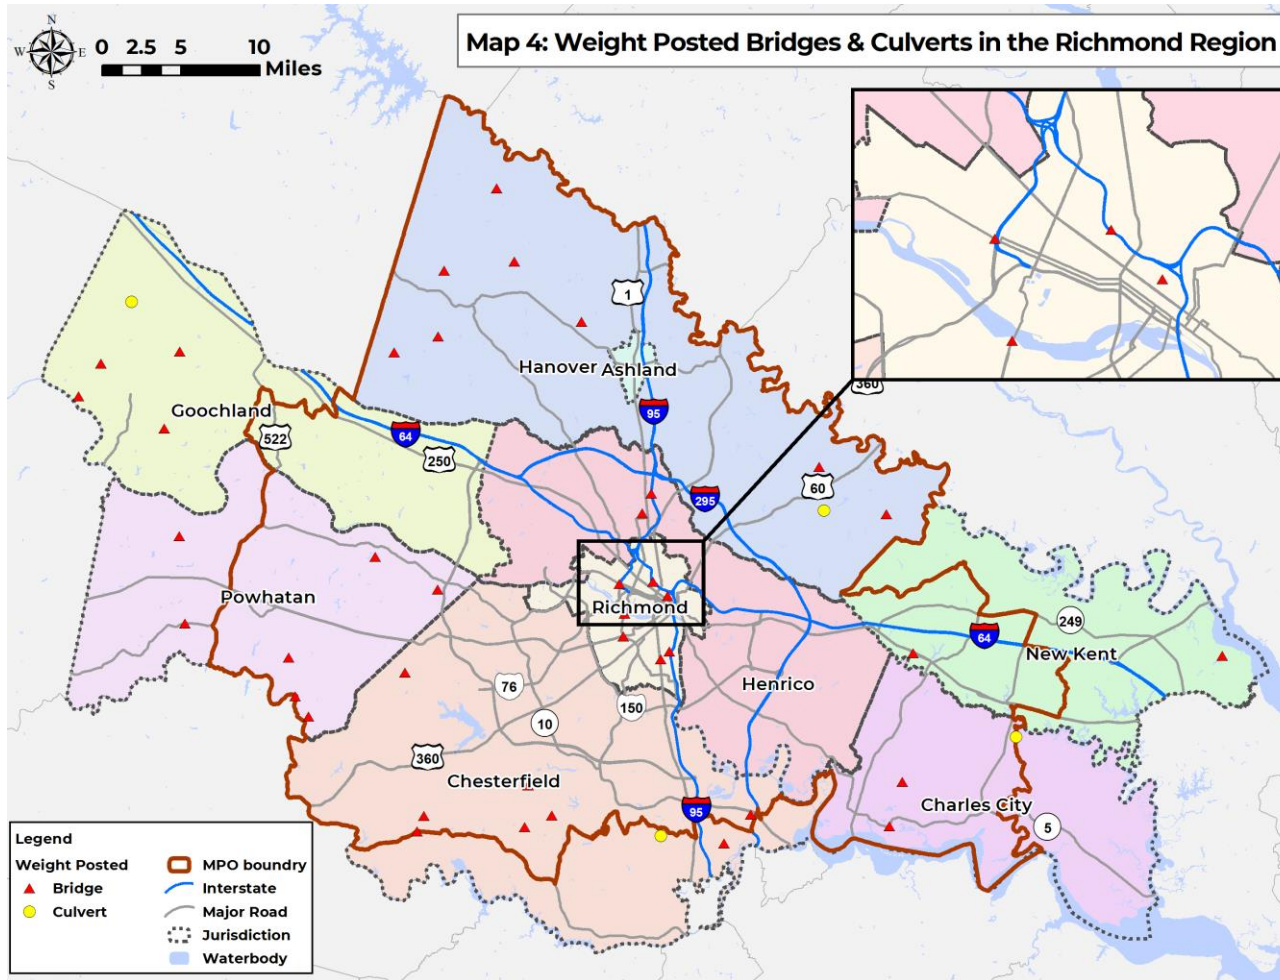 Map 4: Weight Posted Bridges & Culverts in the Richmond Region
N
W E
S
0 2.5 5 10
Miles
1
Hanover Ashland
360
95
Goochland
522
64
250
60
295
Richmond
Powhatan
249
64
New Kent
Henrico
76
150
10
360
Chesterfield
95
Charles City
5
Legend
Weight Posted
Bridge
Culvert
MPO boundry
Interstate
Major Road
Jurisdiction
Waterbody